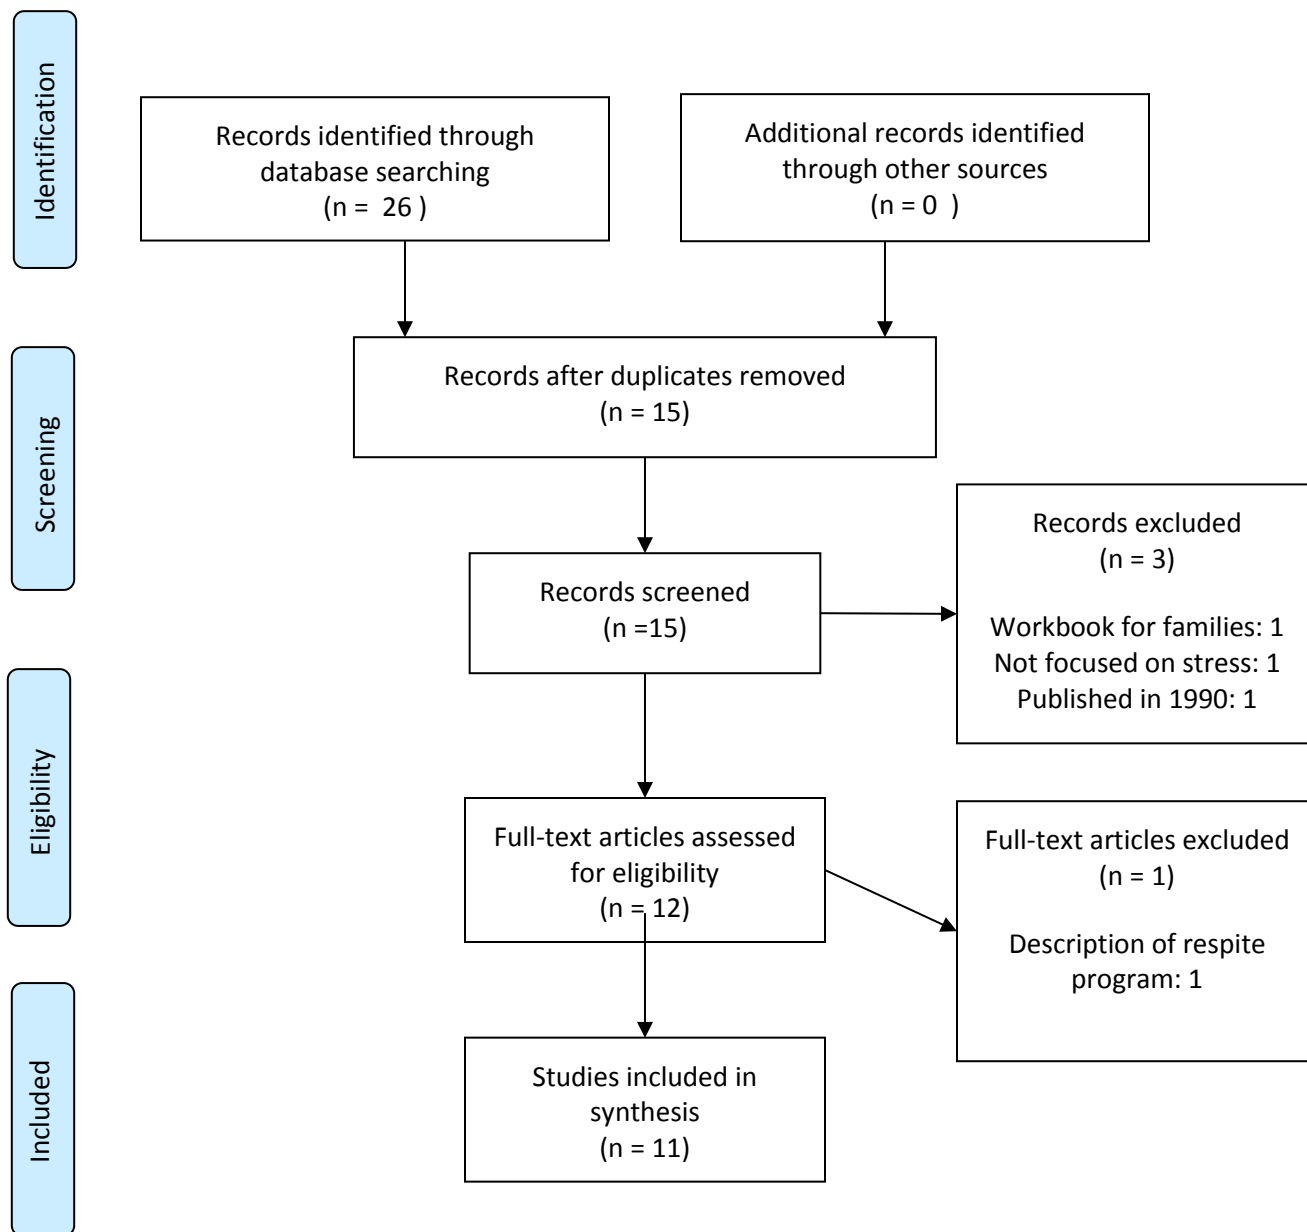 Identification
Records identified through
database searching
(n =  26 )
Additional records identified
through other sources
(n = 0  )
Screening
Records after duplicates removed
(n = 15)
Records screened
(n =15)
Records excluded
(n = 3)
Workbook for families: 1
Not focused on stress: 1
Published in 1990: 1
Eligibility
Full-text articles assessed
for eligibility
(n = 12)
Full-text articles excluded
(n = 1)
Description of respite
program: 1
Included
Studies included in
synthesis
(n = 11)